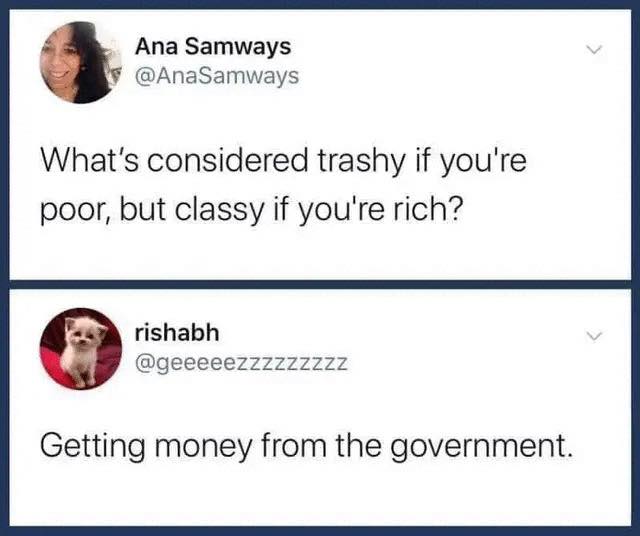 Ana Samways
@AnaSamways
What's considered trashy if you're
poor, but classy if you're rich?
rishabh
@geeeeezzzzzzzzzz
Getting money from the government.